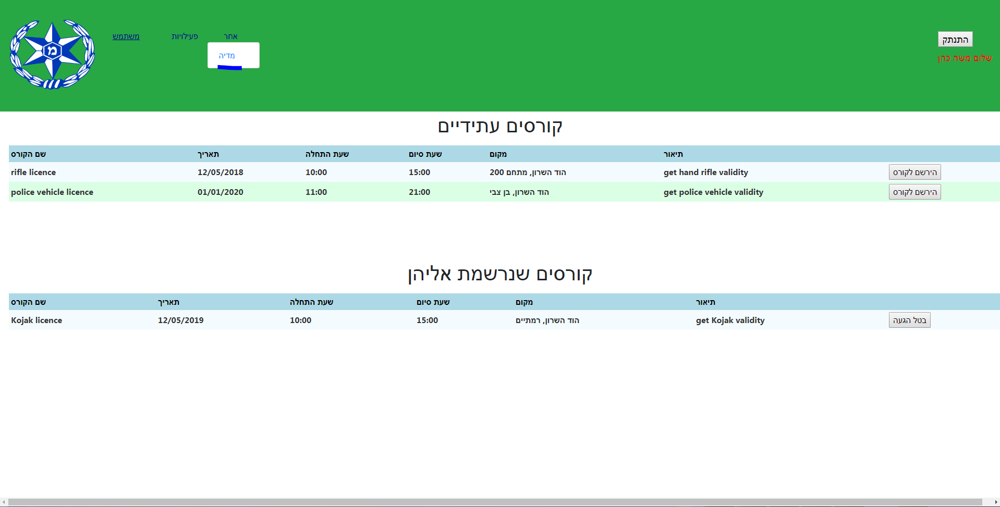 משתמש פעילויות אחר
מדיה
התנתק
שלום משה כהן
מ
קורסים עתידיים
שם הקורס תאריך שעת התחלה שעת סיום מקום תיאור
rifle licence 12/05/2018 10:00 15:00 הוד השרון, מתחם 200 get hand rifle validity הירשם לקורס
police vehicle licence 01/01/2020 11:00 21:00 הוד השרון, בן צבי get police vehicle validity הירשם לקורס
קורסים שנרשמת אליהן
שם הקורס תאריך שעת התחלה שעת סיום מקום תיאור
Kojak licence 12/05/2019 10:00 15:00 הוד השרון, רמתיים get Kojak validity בטל הגעה